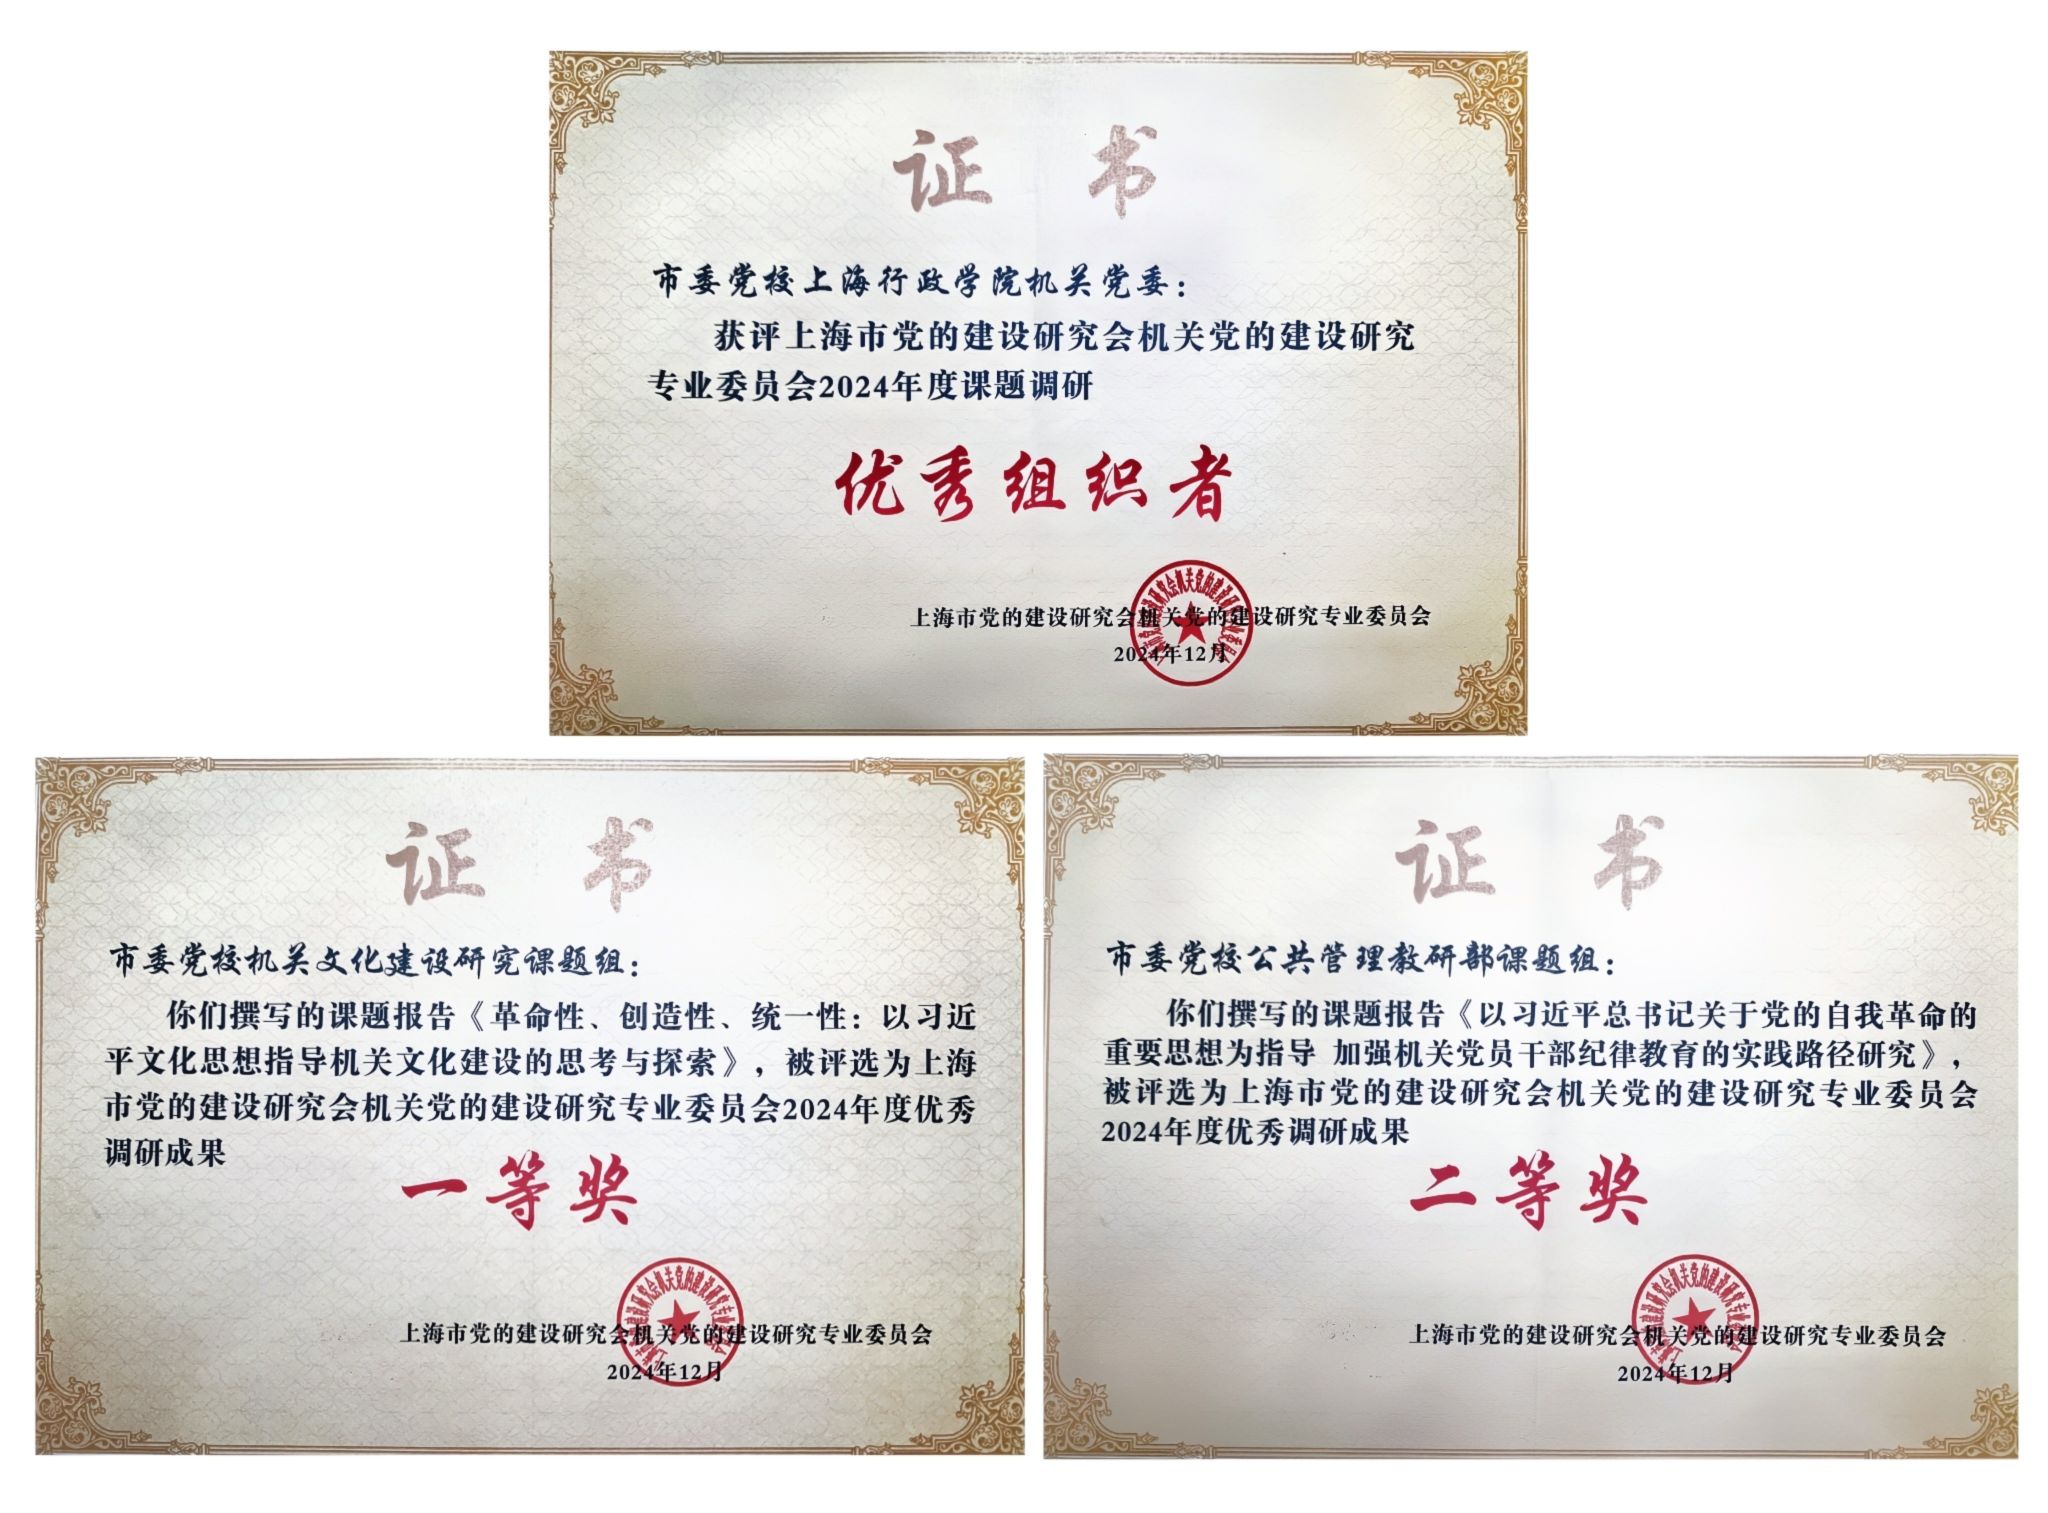 证 书
市委党校上海行政学院机关党委：
获评上海市党的建设研究会机关党的建设研究
专业委员会2024年度课题调研
优秀组织者
上海市党的建设研究会机关党的建设研究专业委员会
2024年12月
证 书
市委党校机关文化建设研究课题组：
你们撰写的课题报告《革命性、创造性、统一性：以习近
平文化思想指导机关文化建设的思考与探索》，被评选为上海
市党的建设研究会机关党的建设研究专业委员会2024年度优秀
调研成果
一等奖
上海市党的建设研究会机关党的建设研究专业委员会
2024年12月
证 书
市委党校公共管理教研部课题组：
你们撰写的课题报告《以习近平总书记关于党的自我革命的
重要思想为指导 加强机关党员干部纪律教育的实践路径研究》，
被评选为上海市党的建设研究会机关党的建设研究专业委员会
2024年度优秀调研成果
二等奖
上海市党的建设研究会机关党的建设研究专业委员会
2024年12月